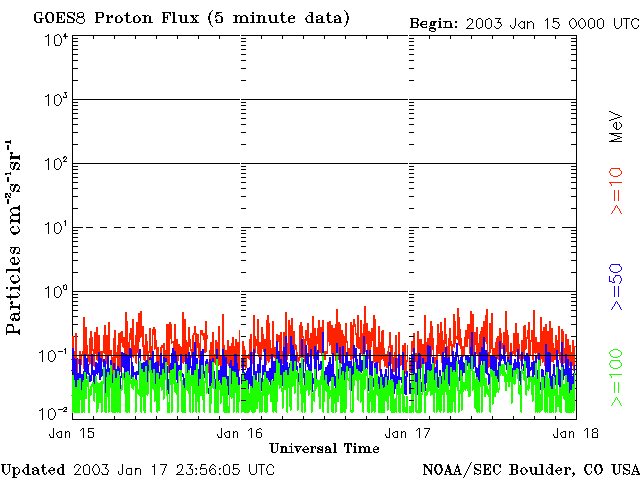 GOES8 Proton Flux (5 minute data)
Begin: 2003 Jan 15 0000 UTC
Particles cm⁻²s⁻¹sr⁻¹
10⁴
10³
10²
10¹
10⁰
10⁻¹
10⁻²
Jan 15 Jan 16 Jan 17 Jan 18
Universal Time
MeV
>=10
>=50
>=100
Updated 2003 Jan 17 23:56:05 UTC
NOAA/SEC Boulder, CO USA